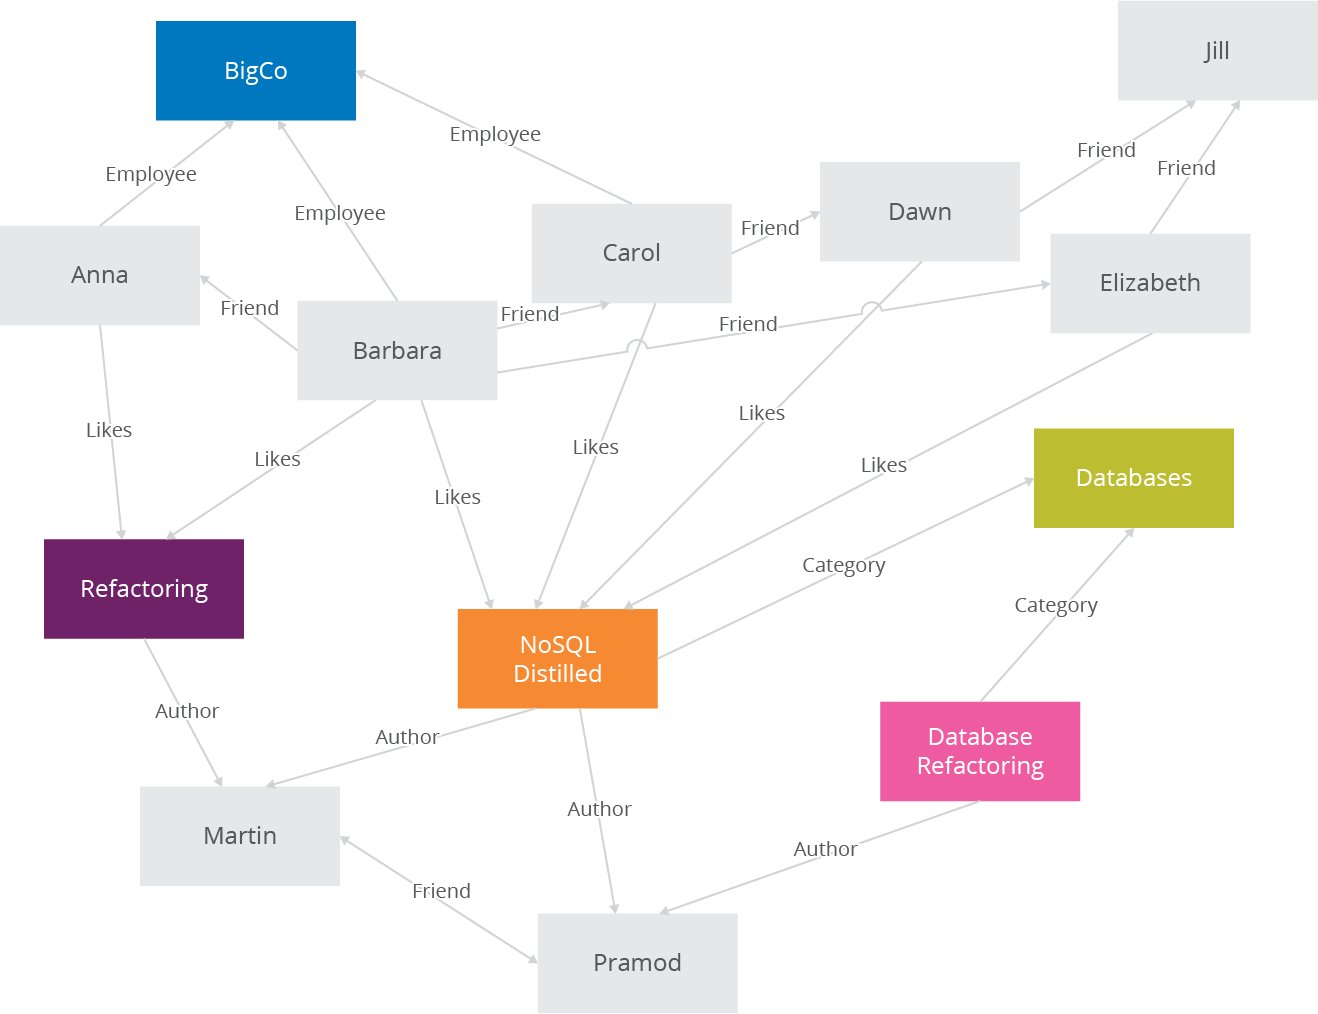 Jill
BigCo
Employee
Friend
Friend
Employee
Dawn
Employee
Friend
Carol
Anna
Elizabeth
Friend
Friend
Friend
Barbara
Likes
Likes
Likes
Likes
Likes
Databases
Likes
Category
Refactoring
Category
NoSQL
Distilled
Author
Author
Database
Refactoring
Author
Martin
Author
Friend
Pramod